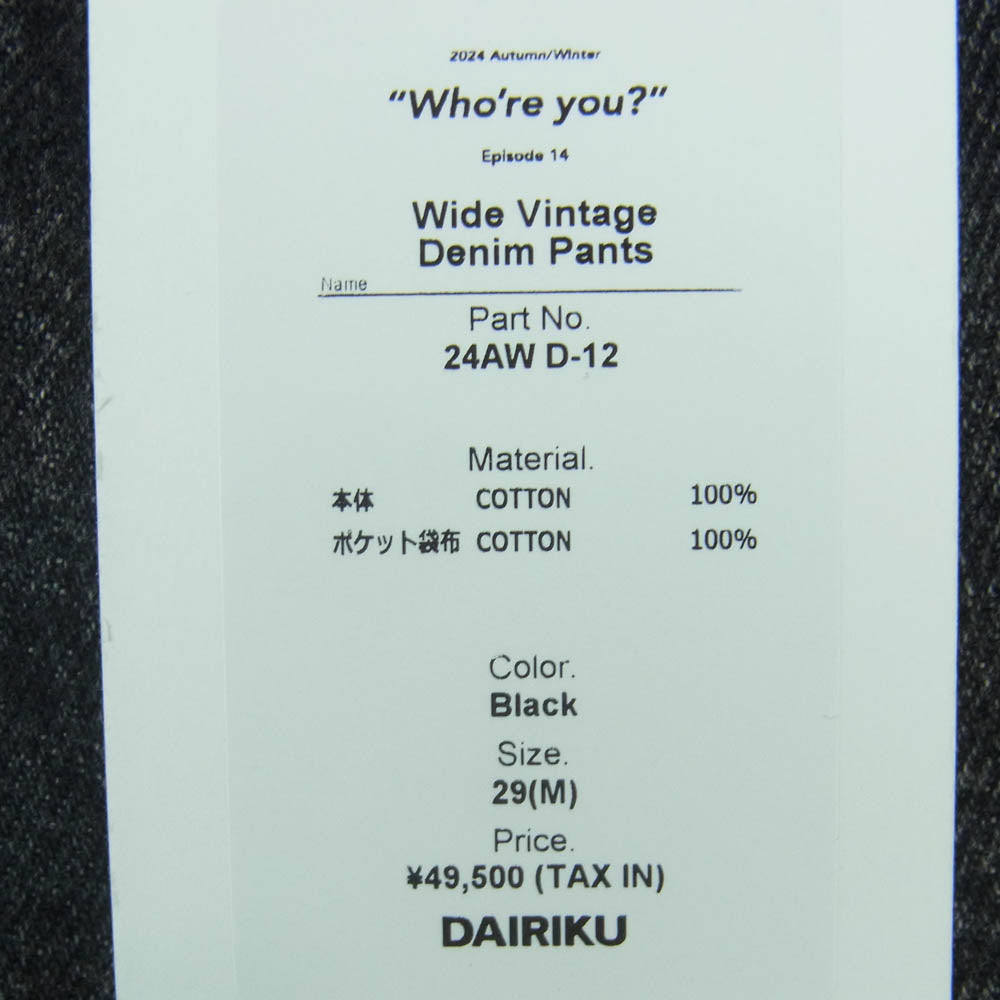 2024 Autumn/Winter
“Who're you?”
Episode 14
Wide Vintage
Denim Pants
Name
Part No.
24AW D-12
Material.
本体 COTTON 100%
ポケット袋布 COTTON 100%
Color.
Black
Size.
29(M)
Price.
¥49,500 (TAX IN)
DAIRIKU